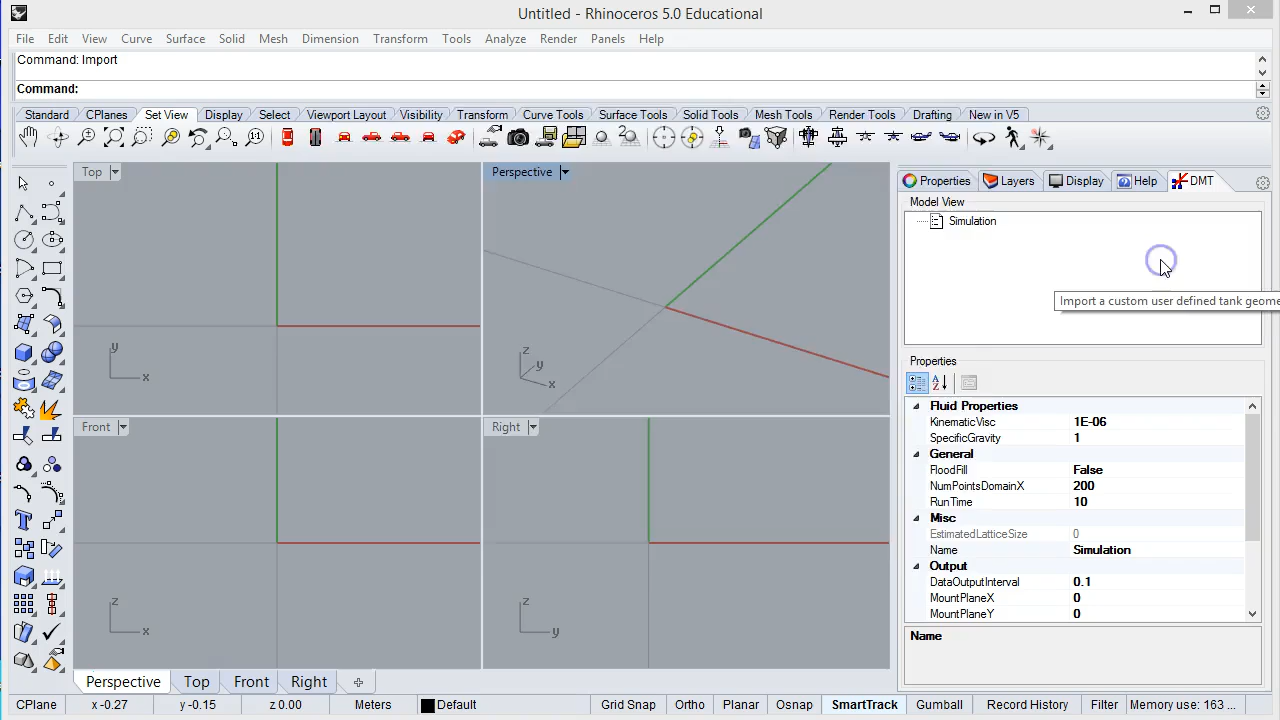 Untitled - Rhinoceros 5.0 Educational
File Edit View Curve Surface Solid Mesh Dimension Transform Tools Analyze Render Panels Help
Command: Import
Command:
Standard CPlanes Set View Display Select Viewport Layout Visibility Transform Curve Tools Surface Tools Solid Tools Mesh Tools Render Tools Drafting New in V5
Top
Perspective
Properties Layers Display Help DMT
Model View
Simulation
Import a custom user defined tank geome
y
x
z
y
x
Properties
Fluid Properties
KinematicVisc 1E-06
SpecificGravity 1
General
FloodFill False
NumPointsDomainX 200
RunTime 10
Misc
EstimatedLatticeSize 0
Name Simulation
Output
DataOutputInterval 0.1
MountPlaneX 0
MountPlaneY 0
Name
Front
Right
z
x
z
y
Perspective Top Front Right
CPlane x -0.27 y -0.15 z 0.00 Meters Default Grid Snap Ortho Planar Osnap SmartTrack Gumball Record History Filter Memory use: 163 ...